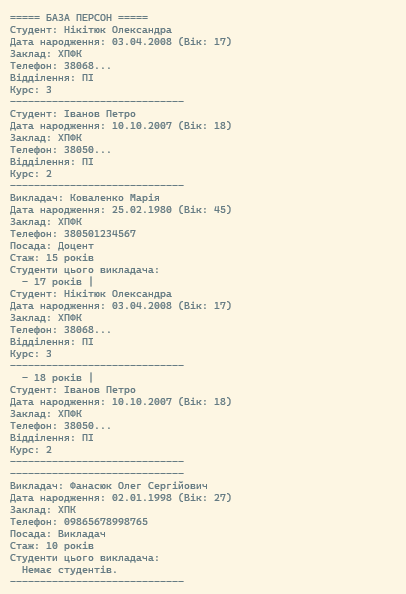 ===== БАЗА ПЕРСОН =====
Студент: Нікітюк Олександра
Дата народження: 03.04.2008 (Вік: 17)
Заклад: ХПФК
Телефон: 38068...
Відділення: ПІ
Курс: 3
-----------------------------
Студент: Іванов Петро
Дата народження: 10.10.2007 (Вік: 18)
Заклад: ХПФК
Телефон: 38050...
Відділення: ПІ
Курс: 2
-----------------------------
Викладач: Коваленко Марія
Дата народження: 25.02.1980 (Вік: 45)
Заклад: ХПФК
Телефон: 380501234567
Посада: Доцент
Стаж: 15 років
Студенти цього викладача:
  - 17 років |
Студент: Нікітюк Олександра
Дата народження: 03.04.2008 (Вік: 17)
Заклад: ХПФК
Телефон: 38068...
Відділення: ПІ
Курс: 3
-----------------------------
  - 18 років |
Студент: Іванов Петро
Дата народження: 10.10.2007 (Вік: 18)
Заклад: ХПФК
Телефон: 38050...
Відділення: ПІ
Курс: 2
-----------------------------
-----------------------------
Викладач: Фанасюк Олег Сергійович
Дата народження: 02.01.1998 (Вік: 27)
Заклад: ХПК
Телефон: 09865678998765
Посада: Викладач
Стаж: 10 років
Студенти цього викладача:
  Немає студентів.
-----------------------------